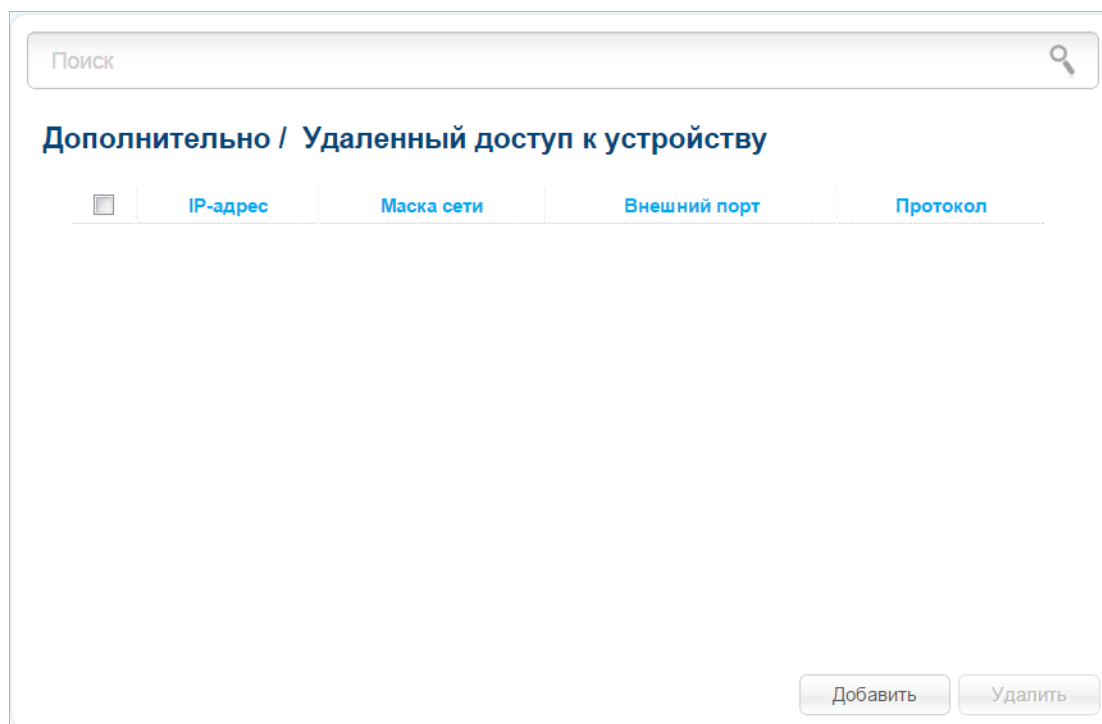 Поиск
Дополнительно / Удаленный доступ к устройству
IP-адрес Маска сети Внешний порт Протокол
Добавить Удалить